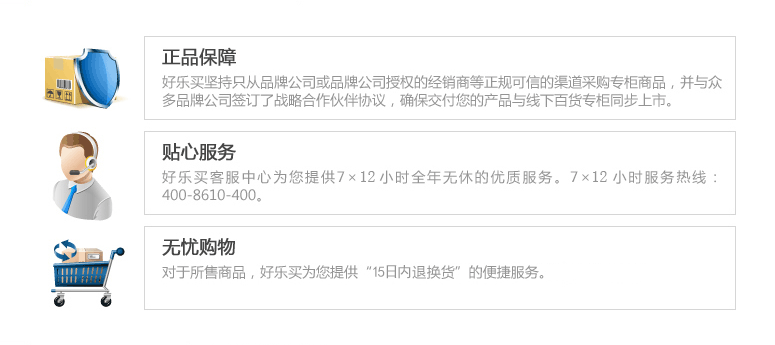 正品保障
好乐买坚持只从品牌公司或品牌公司授权的经销商等正规可信的渠道采购专柜商品，并与众
多品牌公司签订了战略合作伙伴协议，确保交付您的产品与线下百货专柜同步上市。
贴心服务
好乐买客服中心为您提供7×12小时全年无休的优质服务。7×12小时服务热线：
400-8610-400。
无忧购物
对于所售商品，好乐买为您提供“15日内退换货”的便捷服务。